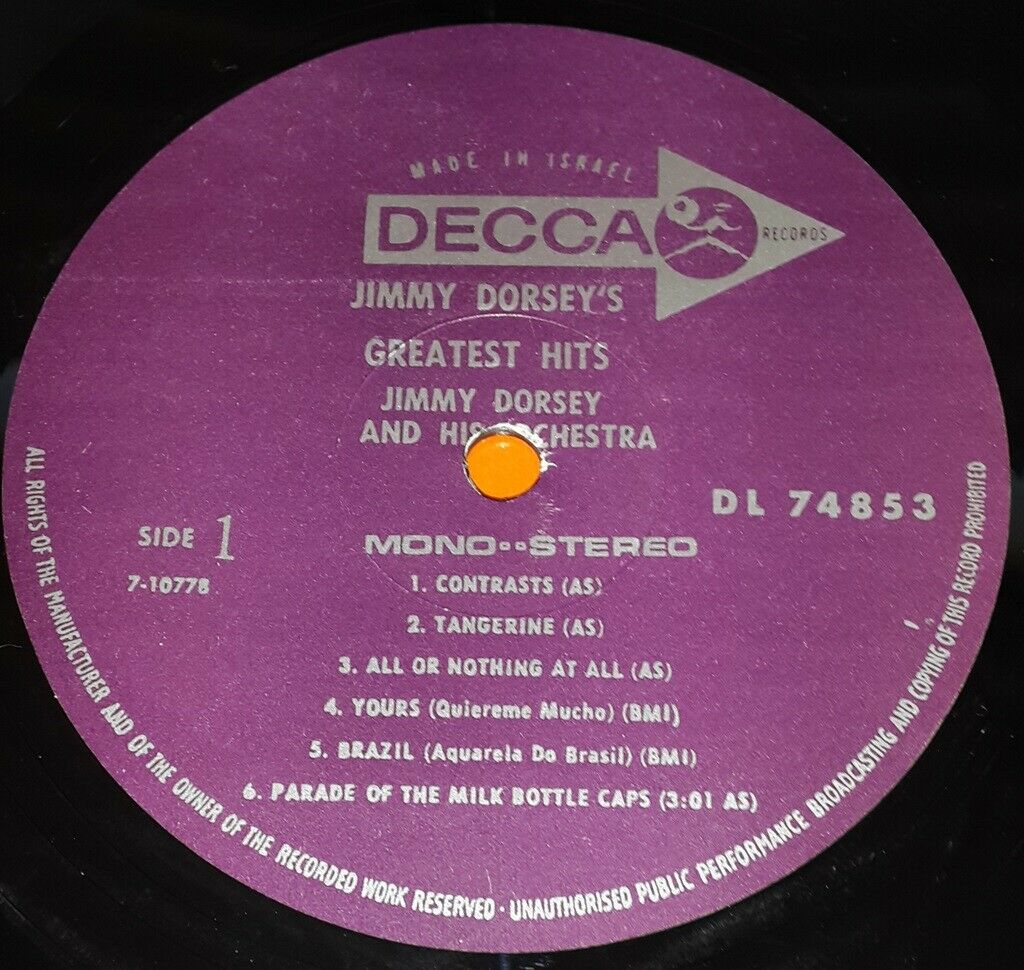 MADE IN ISRAEL
DECCA
RECORDS
JIMMY DORSEY'S
GREATEST HITS
JIMMY DORSEY
AND HIS ORCHESTRA
DL 74853
SIDE 1
7-10778
MONO--STEREO
1. CONTRASTS (AS)
2. TANGERINE (AS)
3. ALL OR NOTHING AT ALL (AS)
4. YOURS (Quiereme Mucho) (BMI)
5. BRAZIL (Aquarela Do Brasil) (BMI)
6. PARADE OF THE MILK BOTTLE CAPS (3:01 AS)
ALL RIGHTS OF THE MANUFACTURER AND OF THE OWNER OF THE RECORDED WORK RESERVED · UNAUTHORISED PUBLIC PERFORMANCE BROADCASTING AND COPYING OF THIS RECORD PROHIBITED